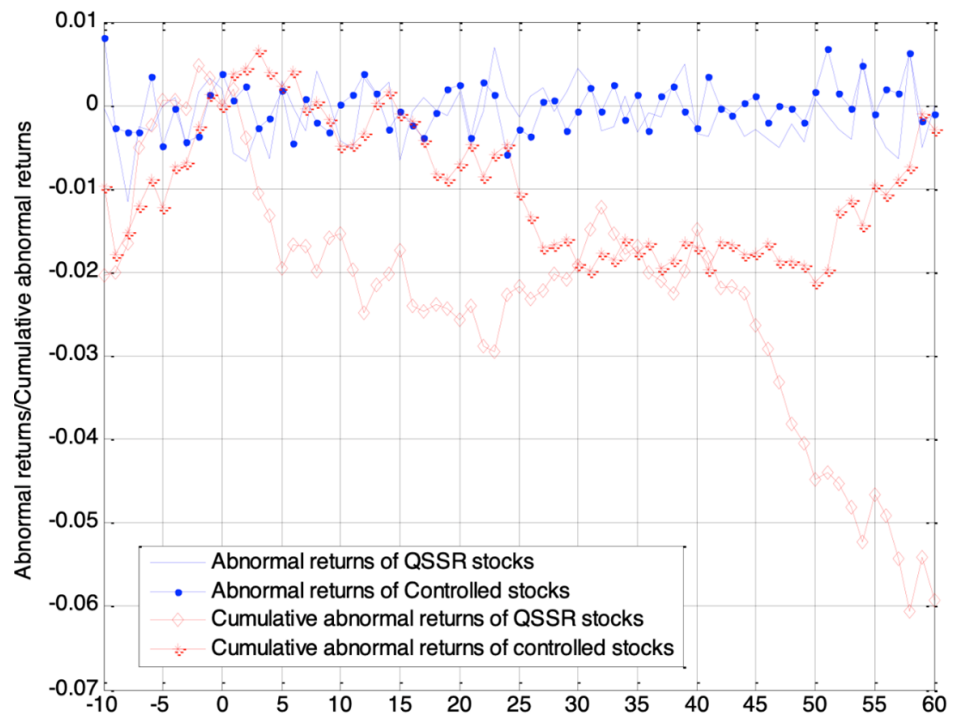 0.01
0
-0.01
-0.02
-0.03
-0.04
-0.05
-0.06
-0.07
Abnormal returns/Cumulative abnormal returns
Abnormal returns of QSSR stocks
Abnormal returns of Controlled stocks
Cumulative abnormal returns of QSSR stocks
Cumulative abnormal returns of controlled stocks
-10 -5 0 5 10 15 20 25 30 35 40 45 50 55 60